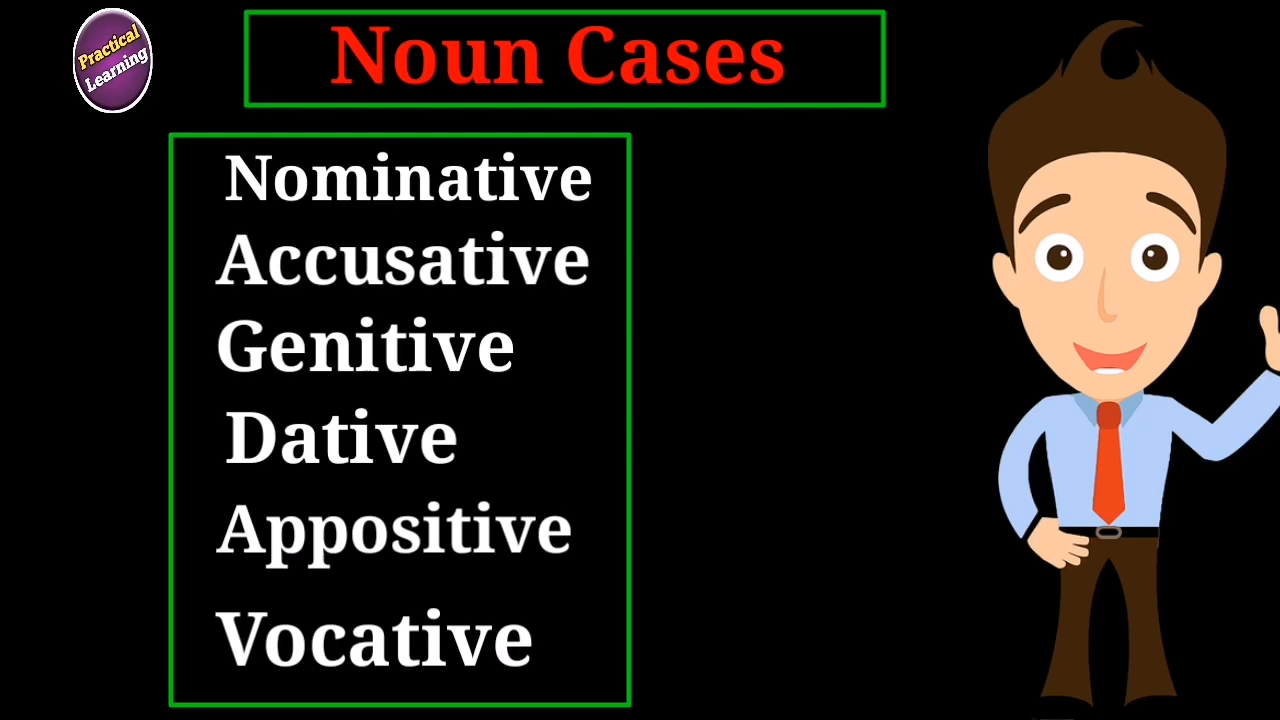 Practical
Learning
Noun Cases
Nominative
Accusative
Genitive
Dative
Appositive
Vocative